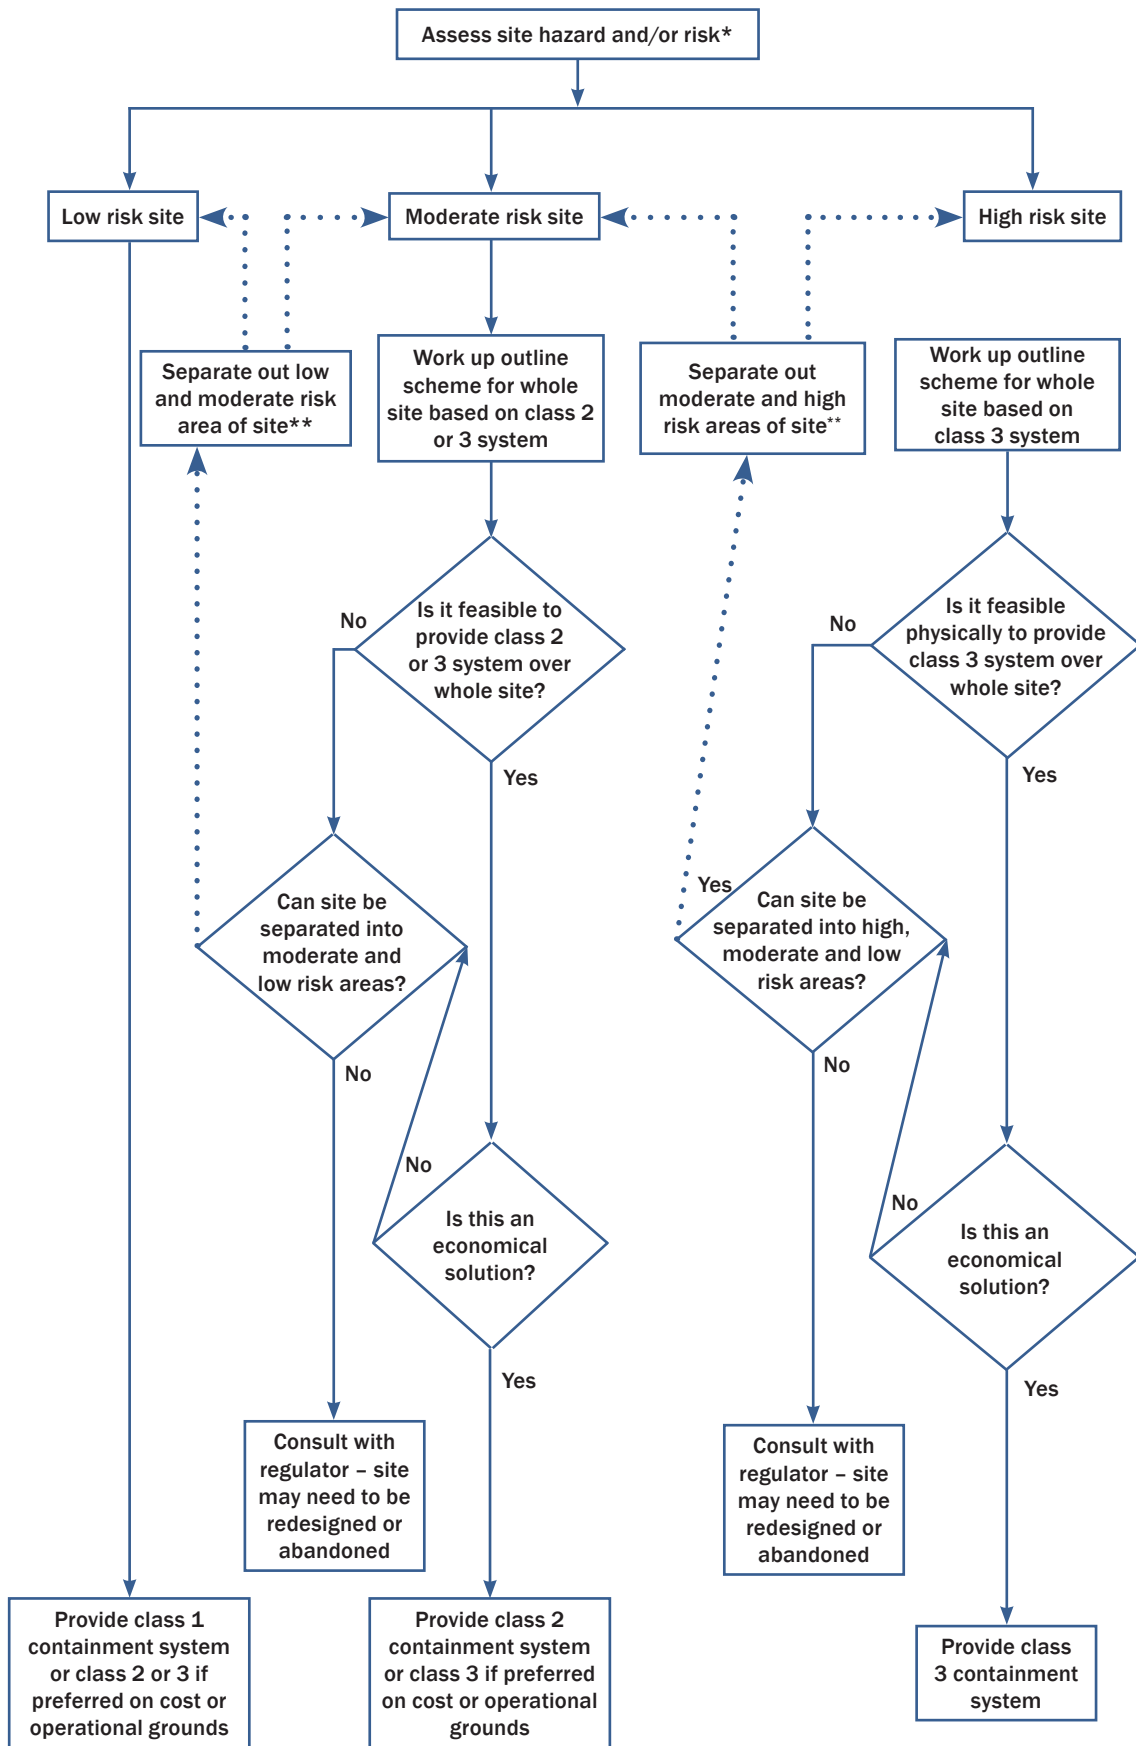 Assess site hazard and/or risk*
Low risk site
Moderate risk site
High risk site
Separate out low
and moderate risk
area of site**
Work up outline
scheme for whole
site based on class 2
or 3 system
Separate out
moderate and high
risk areas of site**
Work up outline
scheme for whole
site based on
class 3 system
No
Is it feasible to
provide class 2
or 3 system over
whole site?
Yes
No
Is it feasible
physically to provide
class 3 system over
whole site?
Yes
Can site be
separated into
moderate and
low risk areas?
No
Yes
Can site be
separated into high,
moderate and low
risk areas?
No
No
Is this an
economical
solution?
Yes
No
Is this an
economical
solution?
Yes
Consult with
regulator – site
may need to be
redesigned or
abandoned
Consult with
regulator – site
may need to be
redesigned or
abandoned
Provide class 1
containment system
or class 2 or 3 if
preferred on cost or
operational grounds
Provide class 2
containment system
or class 3 if preferred
on cost or operational
grounds
Provide class
3 containment
system